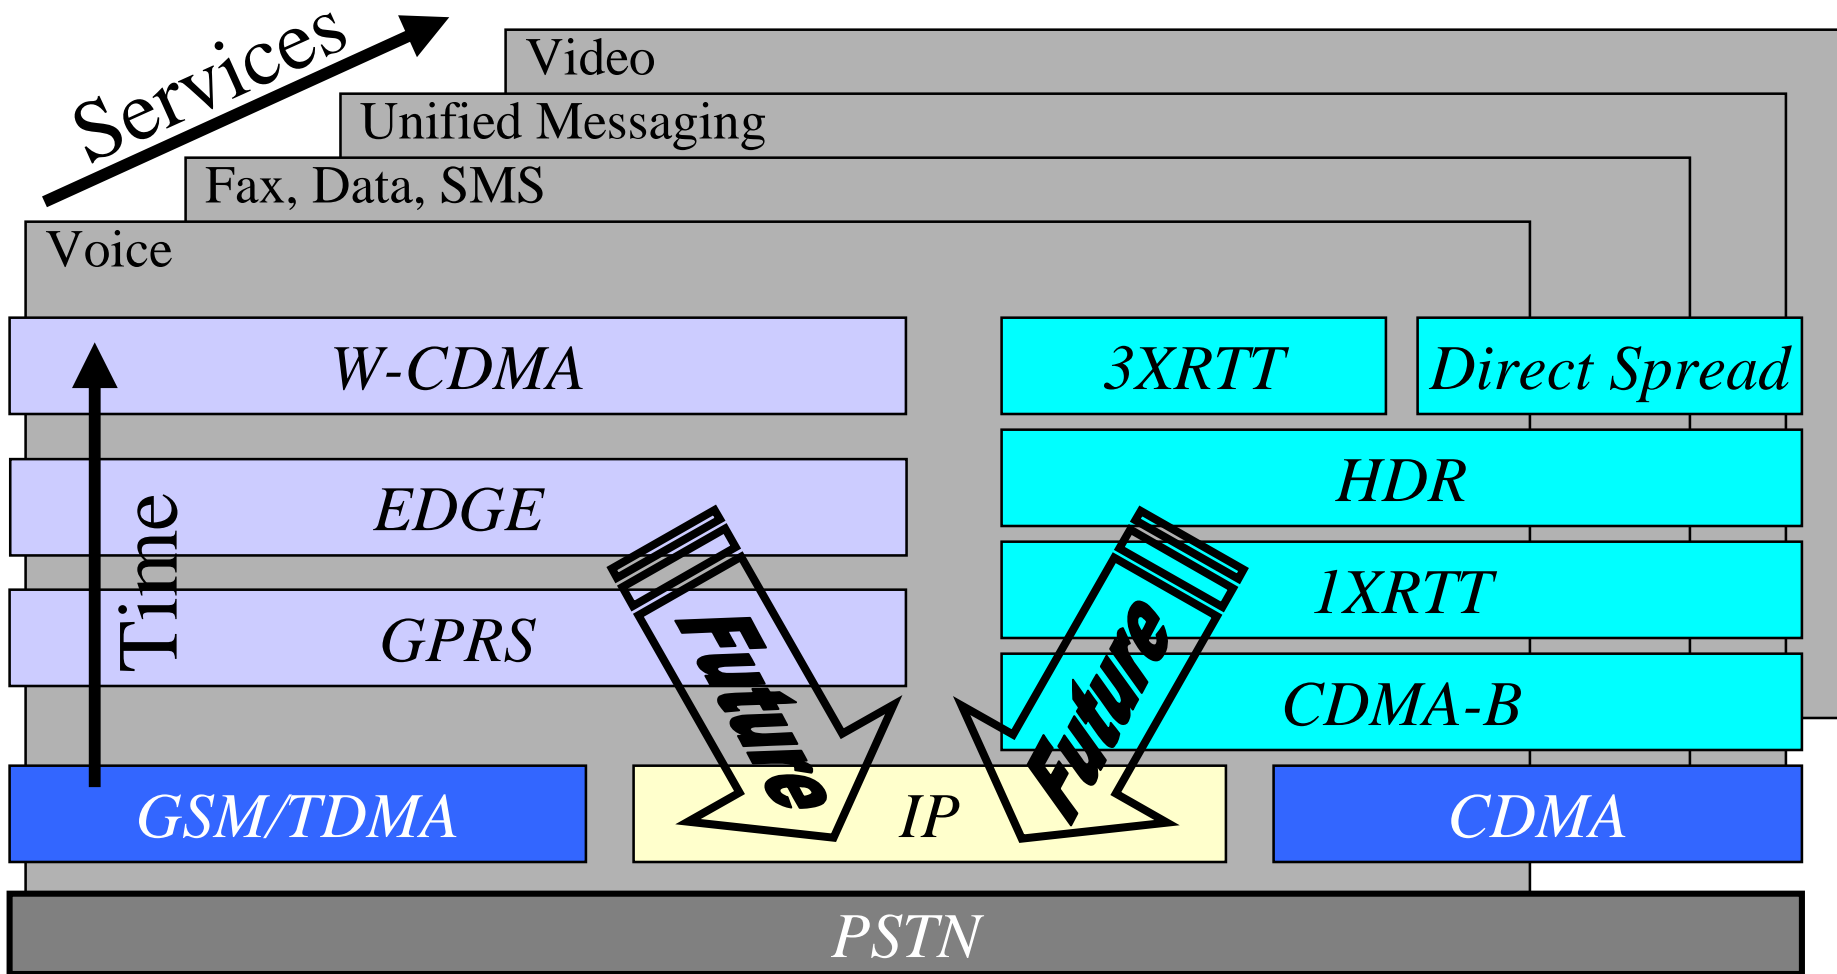 Services
Video
Unified Messaging
Fax, Data, SMS
Voice
W-CDMA
3XRTT
Direct Spread
HDR
EDGE
Time
1XRTT
GPRS
Future
Future
CDMA-B
GSM/TDMA
IP
CDMA
PSTN